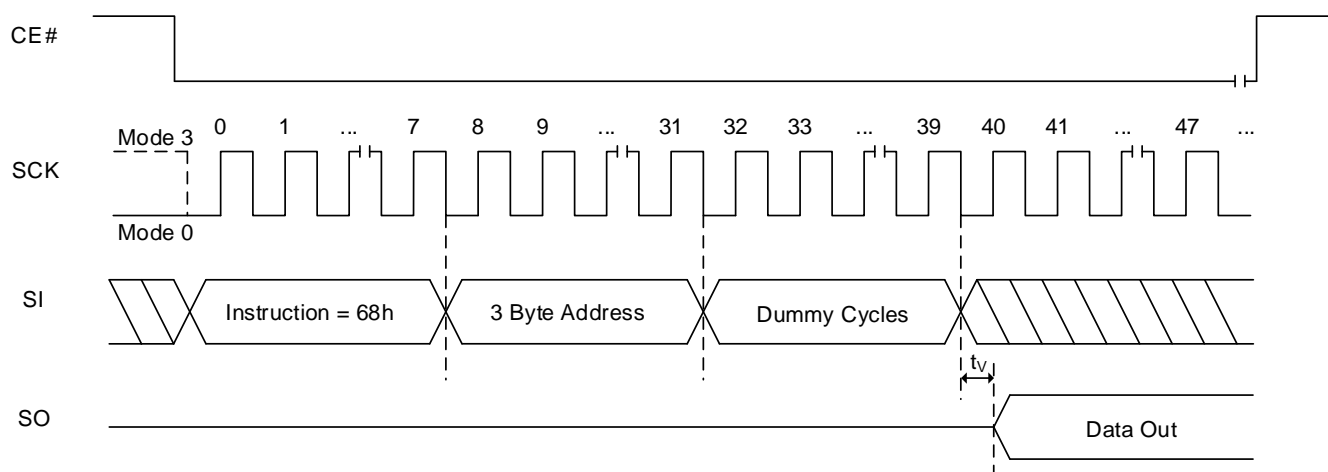 CE#
Mode 3 0 1 ... 7 8 9 ... 31 32 33 ... 39 40 41 ... 47 ...
SCK
Mode 0
SI Instruction = 68h 3 Byte Address Dummy Cycles
tV
SO Data Out